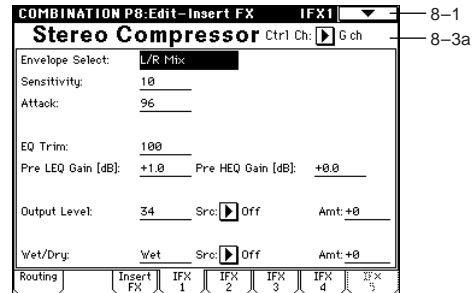 COMBINATION P8:Edit-Insert FX IFX1 8–1
Stereo Compressor Ctrl Ch: G ch 8–3a
Envelope Select: L/R Mix
Sensitivity: 10
Attack: 96
EQ Trim: 100
Pre LEQ Gain [dB]: +1.0 Pre HEQ Gain [dB]: +0.0
Output Level: 34 Src: Off Amt: +0
Wet/Dry: Wet Src: Off Amt: +0
Routing Insert FX IFX 1 IFX 2 IFX 3 IFX 4 IFX 5